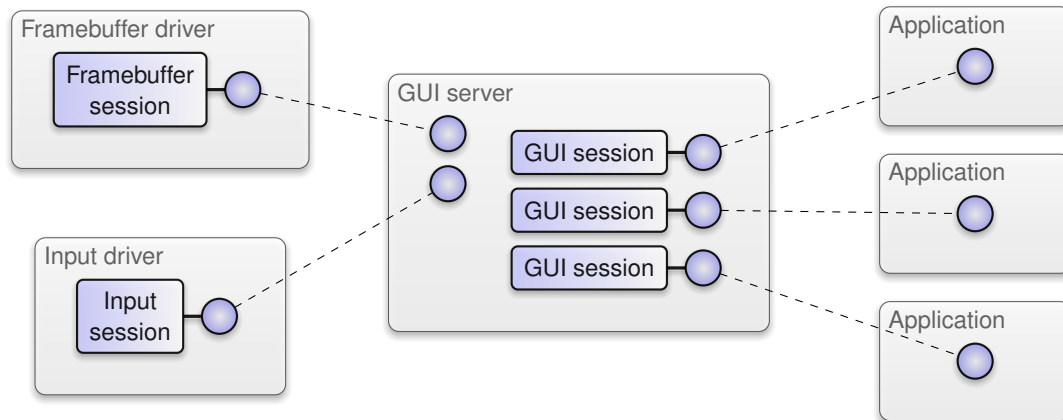 Framebuffer driver
Framebuffer
session
Input driver
Input
session
GUI server
GUI session
GUI session
GUI session
Application
Application
Application